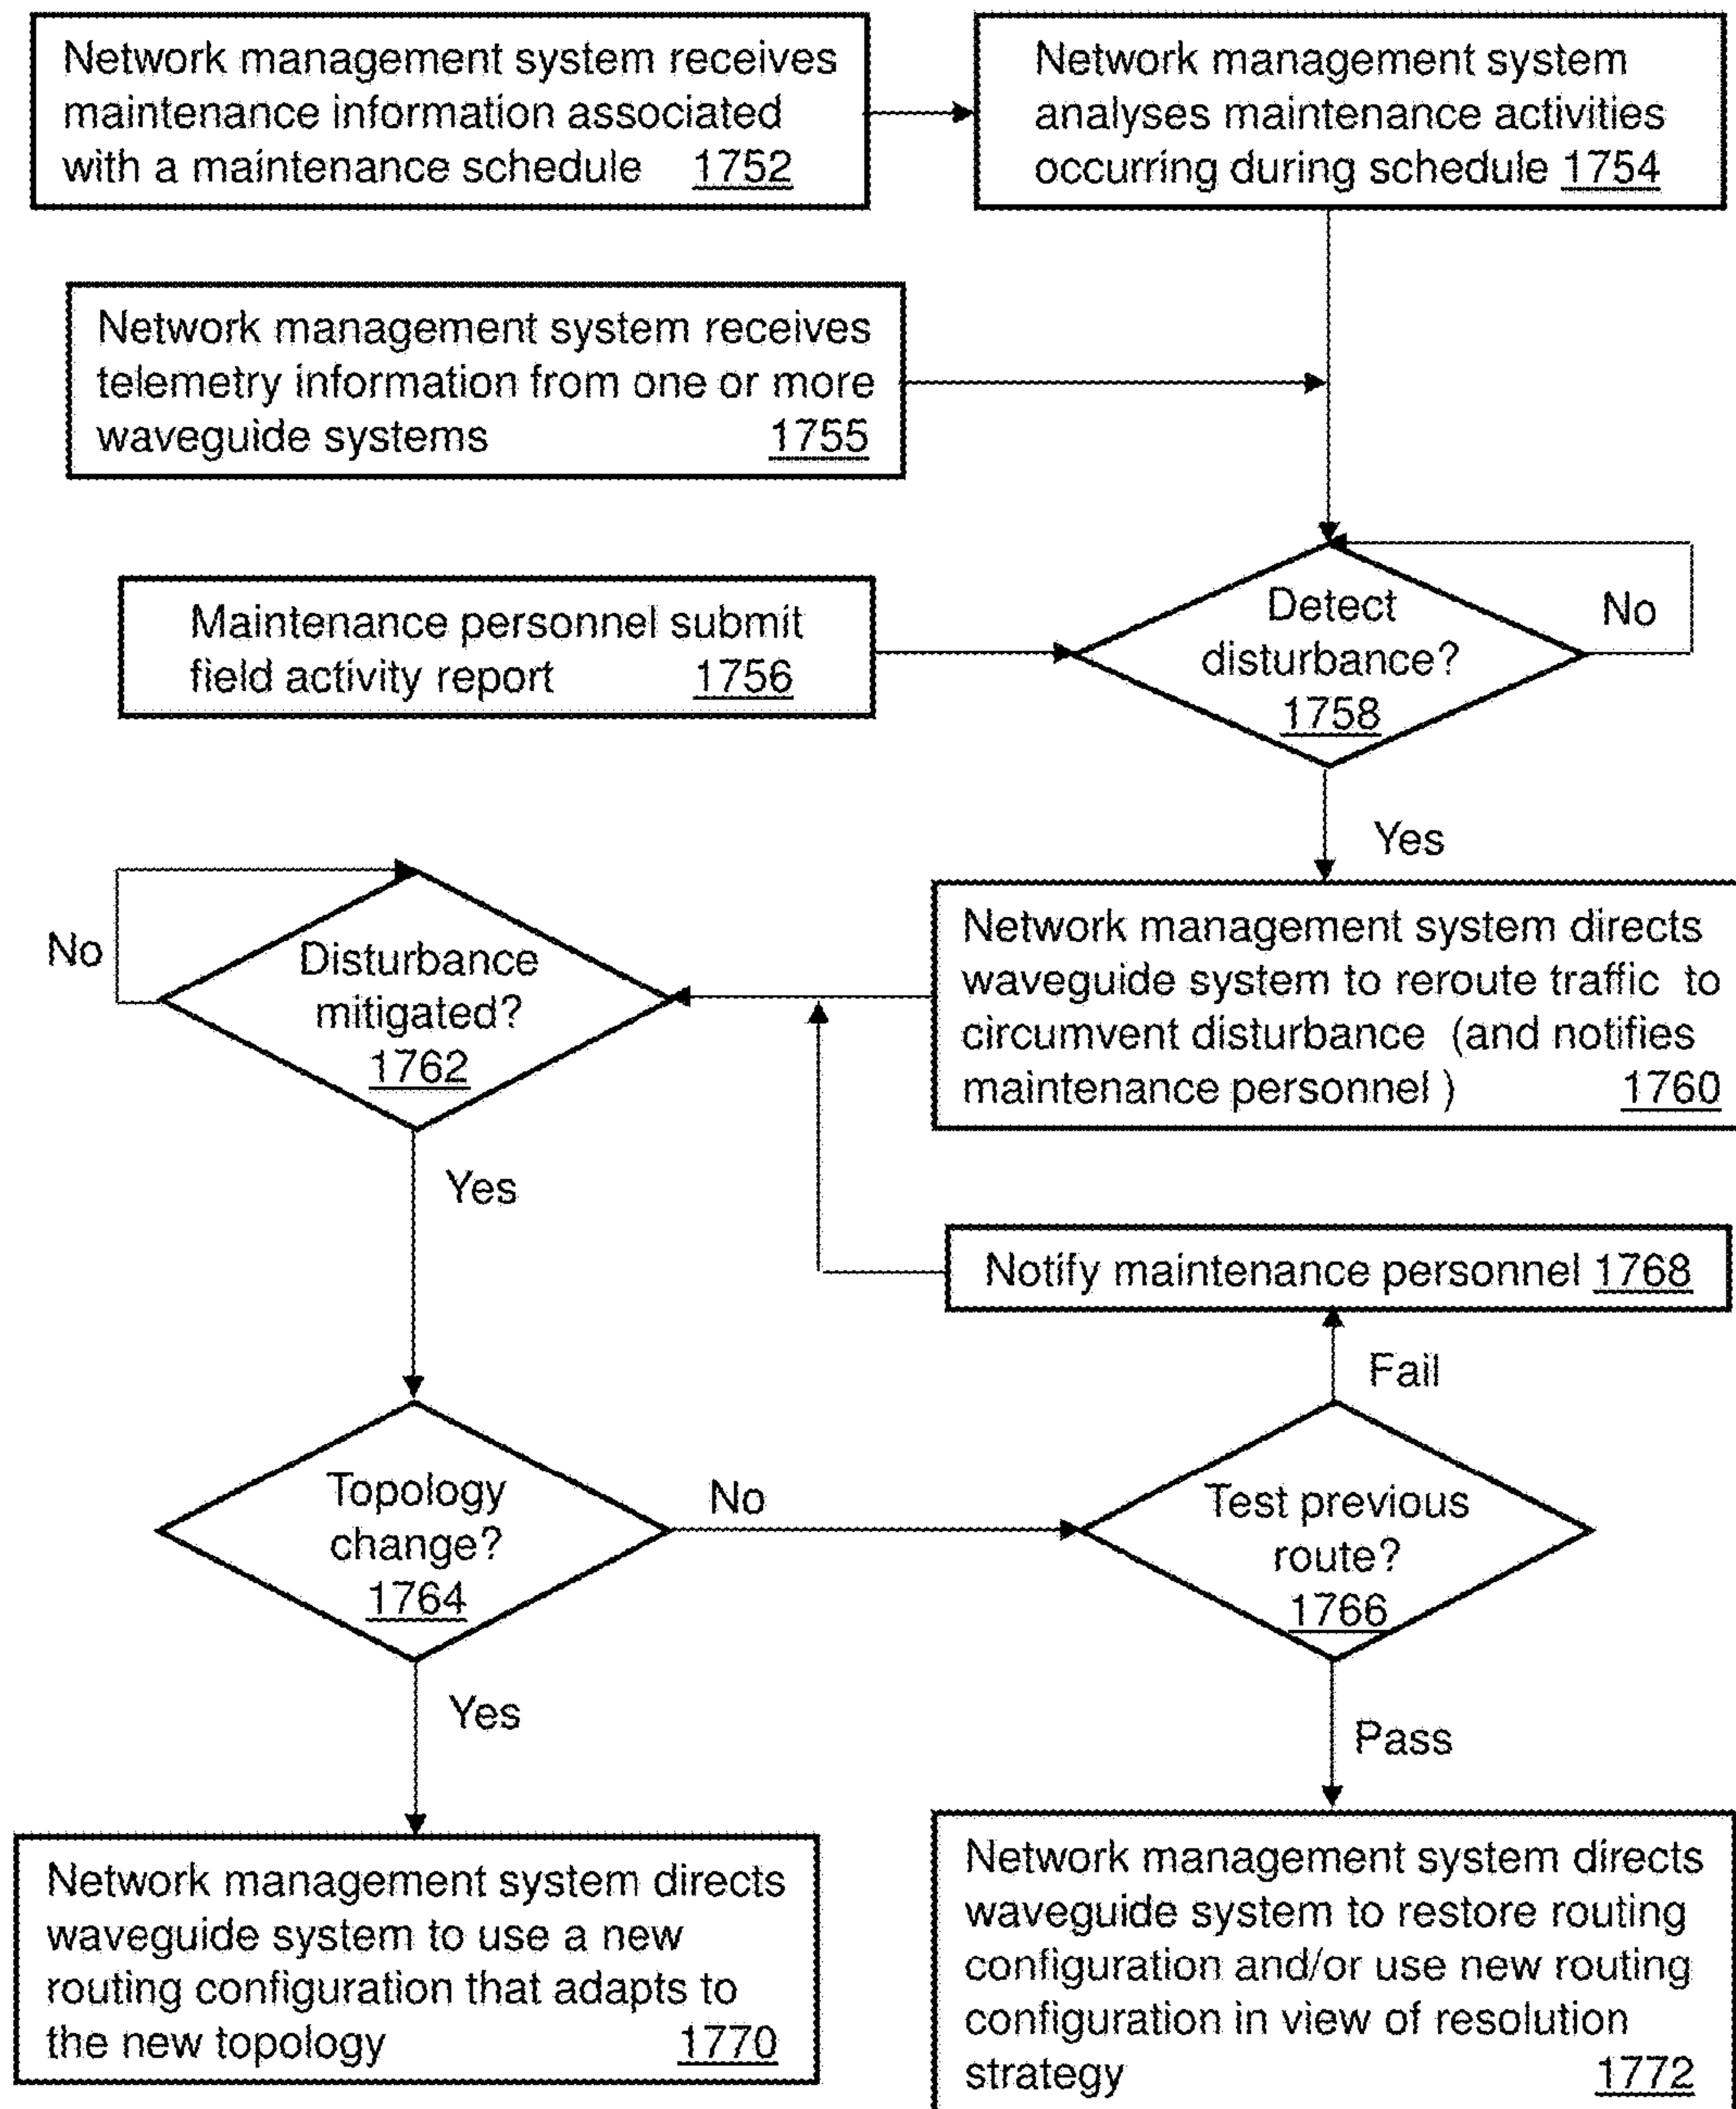 Network management system receives
maintenance information associated
with a maintenance schedule 1752
Network management system
analyses maintenance activities
occurring during schedule 1754
Network management system receives
telemetry information from one or more
waveguide systems 1755
Maintenance personnel submit
field activity report 1756
Detect
disturbance?
1758
No
Yes
Network management system directs
waveguide system to reroute traffic to
circumvent disturbance (and notifies
maintenance personnel ) 1760
No
Disturbance
mitigated?
1762
Yes
Notify maintenance personnel 1768
Fail
Topology
change?
1764
No
Test previous
route?
1766
Yes
Pass
Network management system directs
waveguide system to use a new
routing configuration that adapts to
the new topology 1770
Network management system directs
waveguide system to restore routing
configuration and/or use new routing
configuration in view of resolution
strategy 1772